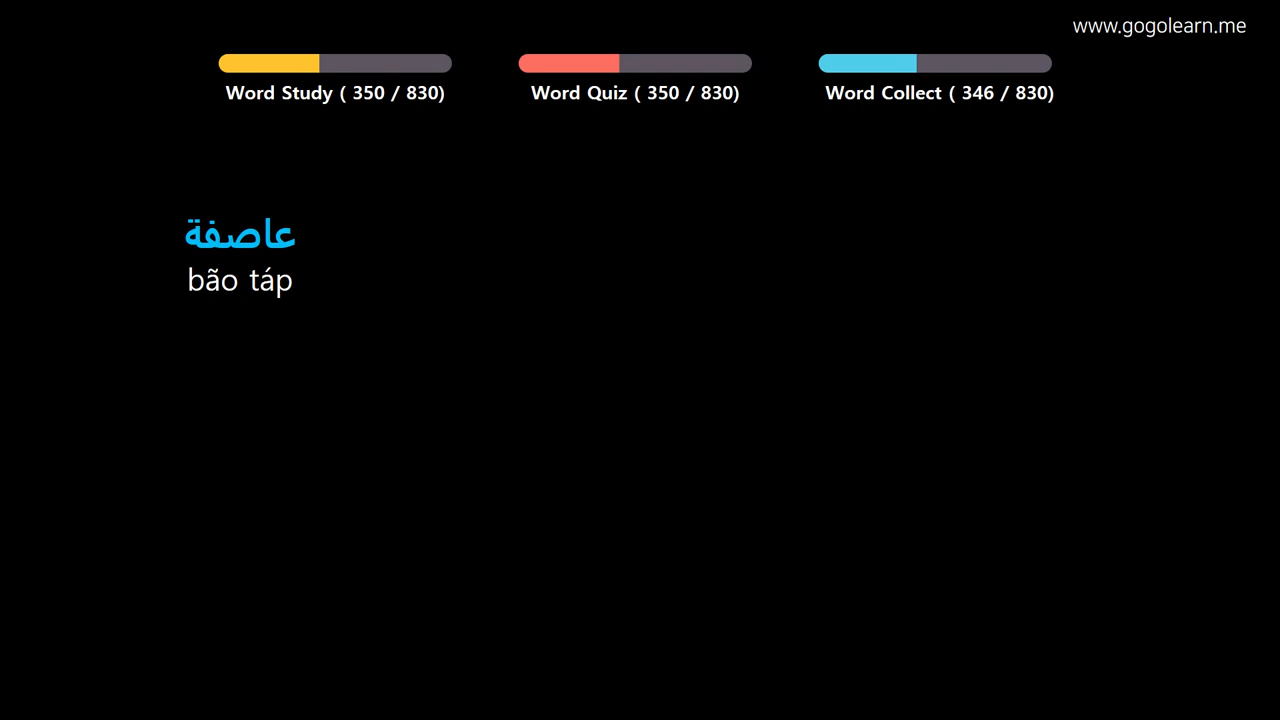 www.gogolearn.me
Word Study ( 350 / 830)
Word Quiz ( 350 / 830)
Word Collect ( 346 / 830)
عاصفة
bão táp